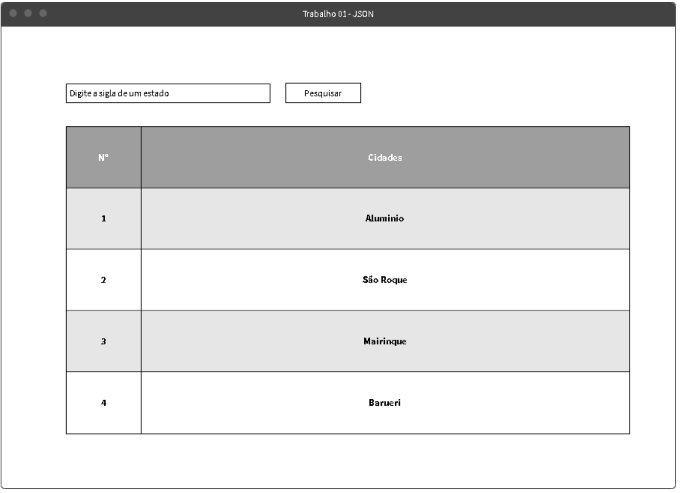 Trabalho 01 - JSON
Digite a sigla de um estado
Pesquisar
Nº Cidades
1 Aluminio
2 São Roque
3 Mairinque
4 Barueri